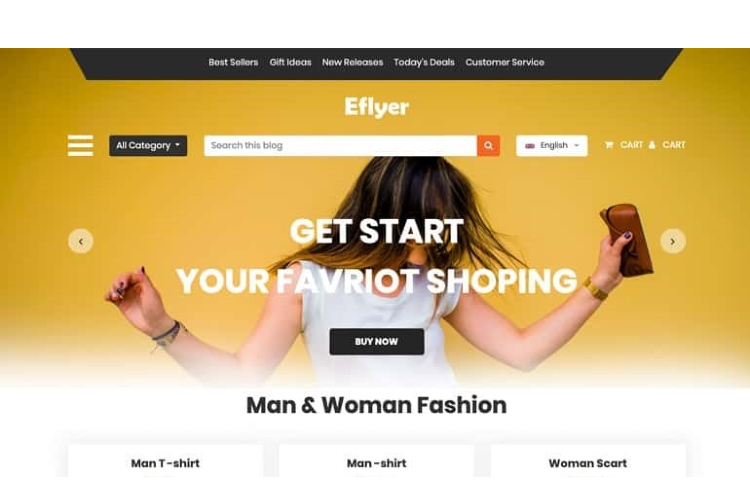 Best Sellers Gift Ideas New Releases Today's Deals Customer Service
Eflyer
All Category Search this blog English CART CART
GET START
YOUR FAVRIOT SHOPING
BUY NOW
Man & Woman Fashion
Man T -shirt Man -shirt Woman Scart